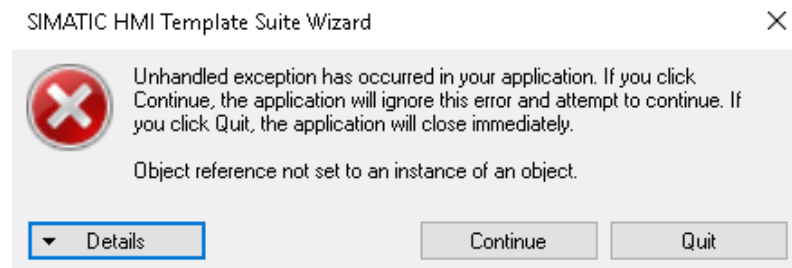 SIMATIC HMI Template Suite Wizard
Unhandled exception has occurred in your application. If you click
Continue, the application will ignore this error and attempt to continue. If
you click Quit, the application will close immediately.
Object reference not set to an instance of an object.
Details
Continue
Quit